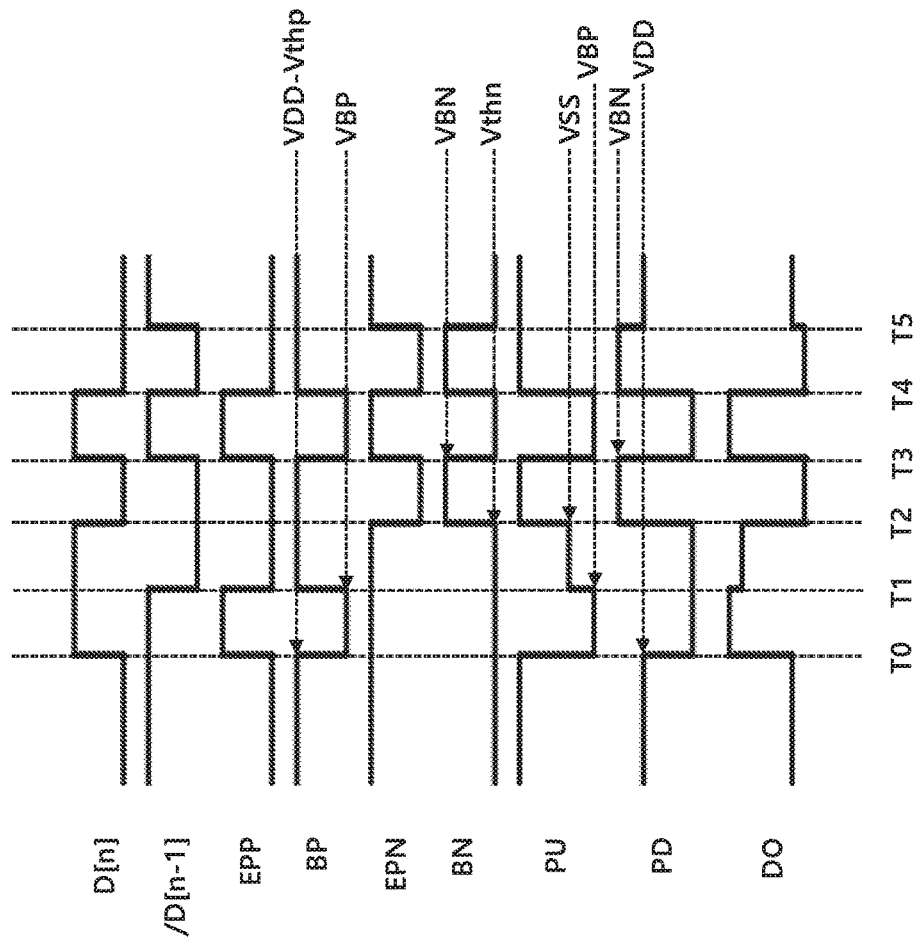 D[n]
/D[n-1]
EPP
BP
EPN
BN
PU
PD
DO
VDD-Vthp
VBP
VBN
Vthn
VSS
VBP
VBN
VDD
T0
T1
T2
T3
T4
T5